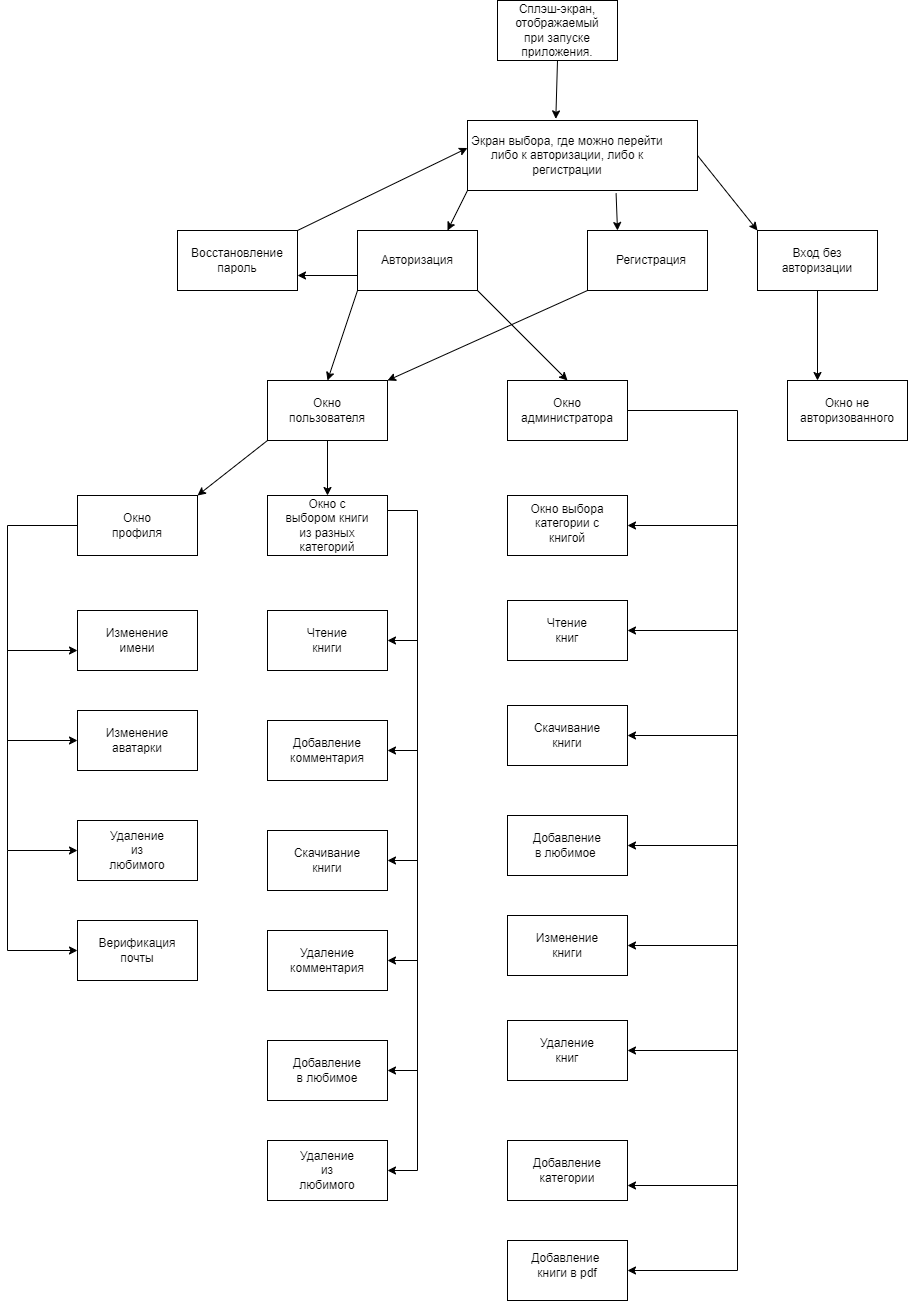 Сплэш-экран,
отображаемый
при запуске
приложения.
Экран выбора, где можно перейти
либо к авторизации, либо к
регистрации
Восстановление
пароль
Авторизация
Регистрация
Вход без
авторизации
Окно
пользователя
Окно
администратора
Окно не
авторизованного
Окно
профиля
Окно с
выбором книги
из разных
категорий
Окно выбора
категории с
книгой
Изменение
имени
Чтение
книги
Чтение
книг
Изменение
аватарки
Добавление
комментария
Скачивание
книги
Удаление
из
любимого
Скачивание
книги
Добавление
в любимое
Верификация
почты
Удаление
комментария
Изменение
книги
Добавление
в любимое
Удаление
книг
Удаление
из
любимого
Добавление
категории
Добавление
книги в pdf